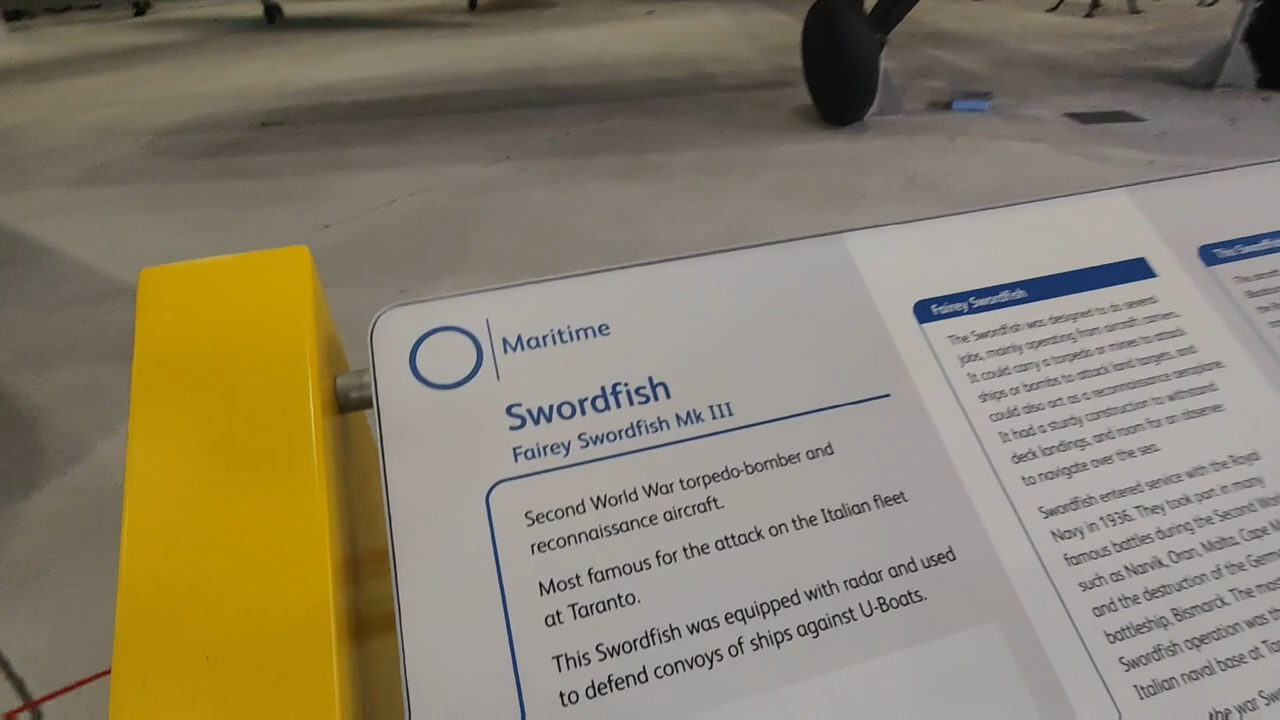 Maritime
Swordfish
Fairey Swordfish Mk III
Second World War torpedo-bomber and
reconnaissance aircraft.
Most famous for the attack on the Italian fleet
at Taranto.
This Swordfish was equipped with radar and used
to defend convoys of ships against U-Boats.
Fairey Swordfish
The Swordfish was designed to do several
jobs, mainly operating from aircraft carriers.
It could carry a torpedo or mines to attack
ships or bombs to attack land targets and
could also act as a reconnaissance aeroplane.
It had a sturdy construction to withstand
deck landings and room for an observer
to navigate over the sea.
Swordfish entered service with the Royal
Navy in 1936. They took part in many
famous battles during the Second
such as Narvik, Oran, Malta, Cape
and the destruction of the
battleship, Bismarck. The
Swordfish operation was
Italian naval base at
the war
This